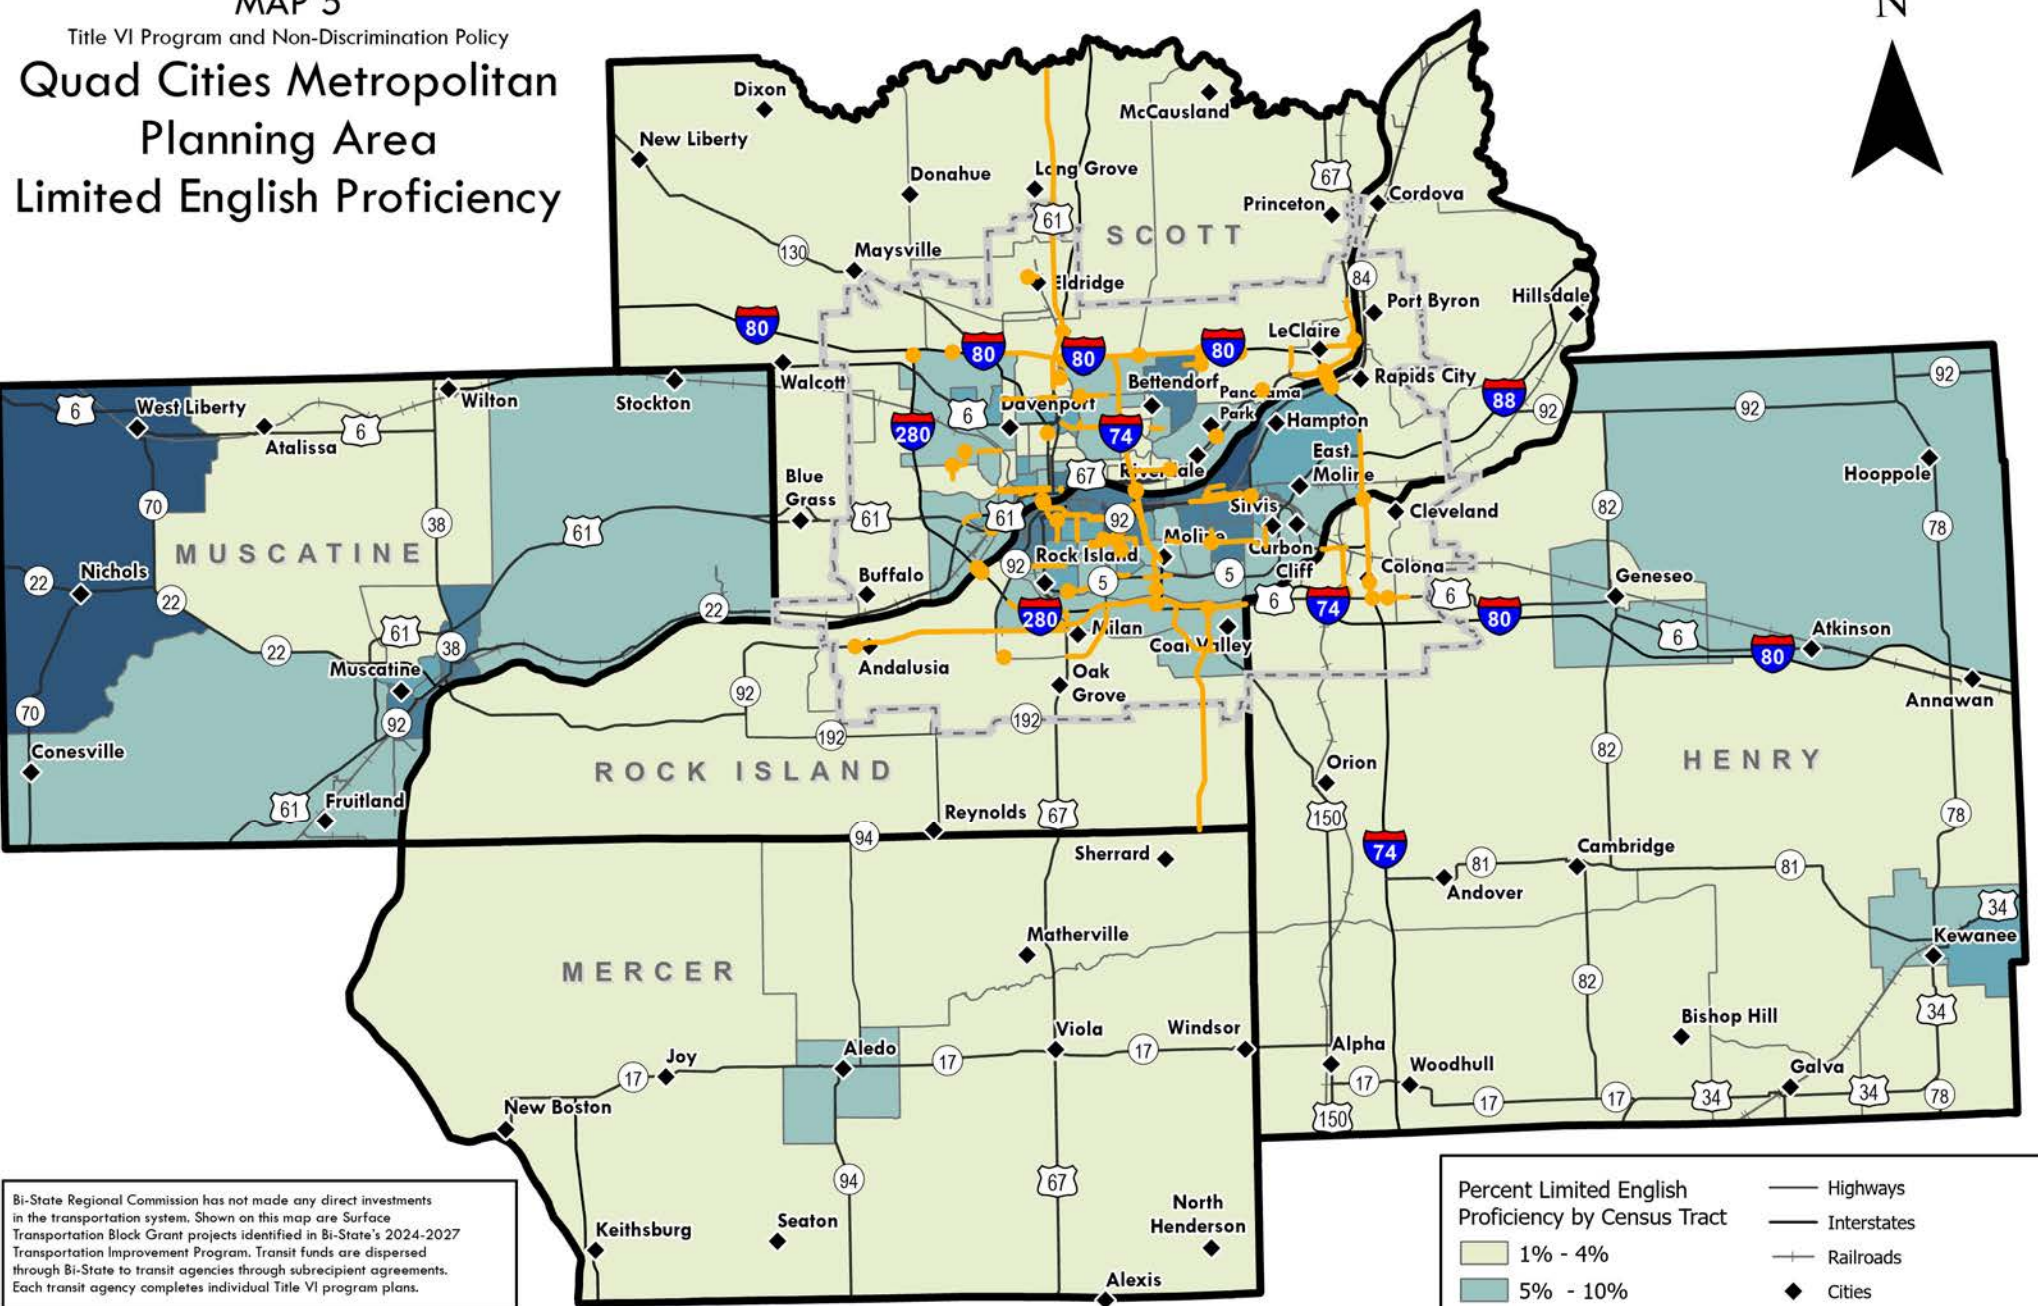 MAP 5
Title VI Program and Non-Discrimination Policy
Quad Cities Metropolitan
Planning Area
Limited English Proficiency
N
Dixon
McCausland
New Liberty
Donahue
Long Grove
67
Cordova
Princeton
61
SCOTT
130
Maysville
84
Eldridge
Port Byron
Hillsdale
80
80
80
80
LeClaire
Walcott
Rapids City
92
West Liberty
6
Wilton
Stockton
Bettendorf
Panorama
Park
88
92
92
Atalissa
6
280
6
Davenport
74
Hampton
East
Moline
Hooppole
Riverdale
67
Blue
Grass
70
38
61
61
61
92
Silvis
Cleveland
82
78
MUSCATINE
Moline
Carbon
Cliff
22
Nichols
22
Rock Island
92
5
5
Colona
Geneseo
Buffalo
22
280
6
74
6
80
61
38
22
Milan
Coal Valley
6
Atkinson
80
Muscatine
Andalusia
Oak
Grove
92
Annawan
70
92
192
192
Conesville
82
HENRY
ROCK ISLAND
Orion
61
Fruitland
Reynolds
67
150
78
94
Sherrard
74
Cambridge
81
81
Andover
34
Matherville
Kewanee
MERCER
82
34
Bishop Hill
Joy
Aledo
Viola
Windsor
Alpha
Woodhull
Galva
17
17
17
17
17
17
34
34
78
New Boston
150
94
67
North
Henderson
Keithsburg
Seaton
Alexis
Bi-State Regional Commission has not made any direct investments
in the transportation system. Shown on this map are Surface
Transportation Block Grant projects identified in Bi-State's 2024-2027
Transportation Improvement Program. Transit funds are dispersed
through Bi-State to transit agencies through subrecipient agreements.
Each transit agency completes individual Title VI program plans.
Percent Limited English
Proficiency by Census Tract
1% - 4%
5% - 10%
Highways
Interstates
Railroads
Cities